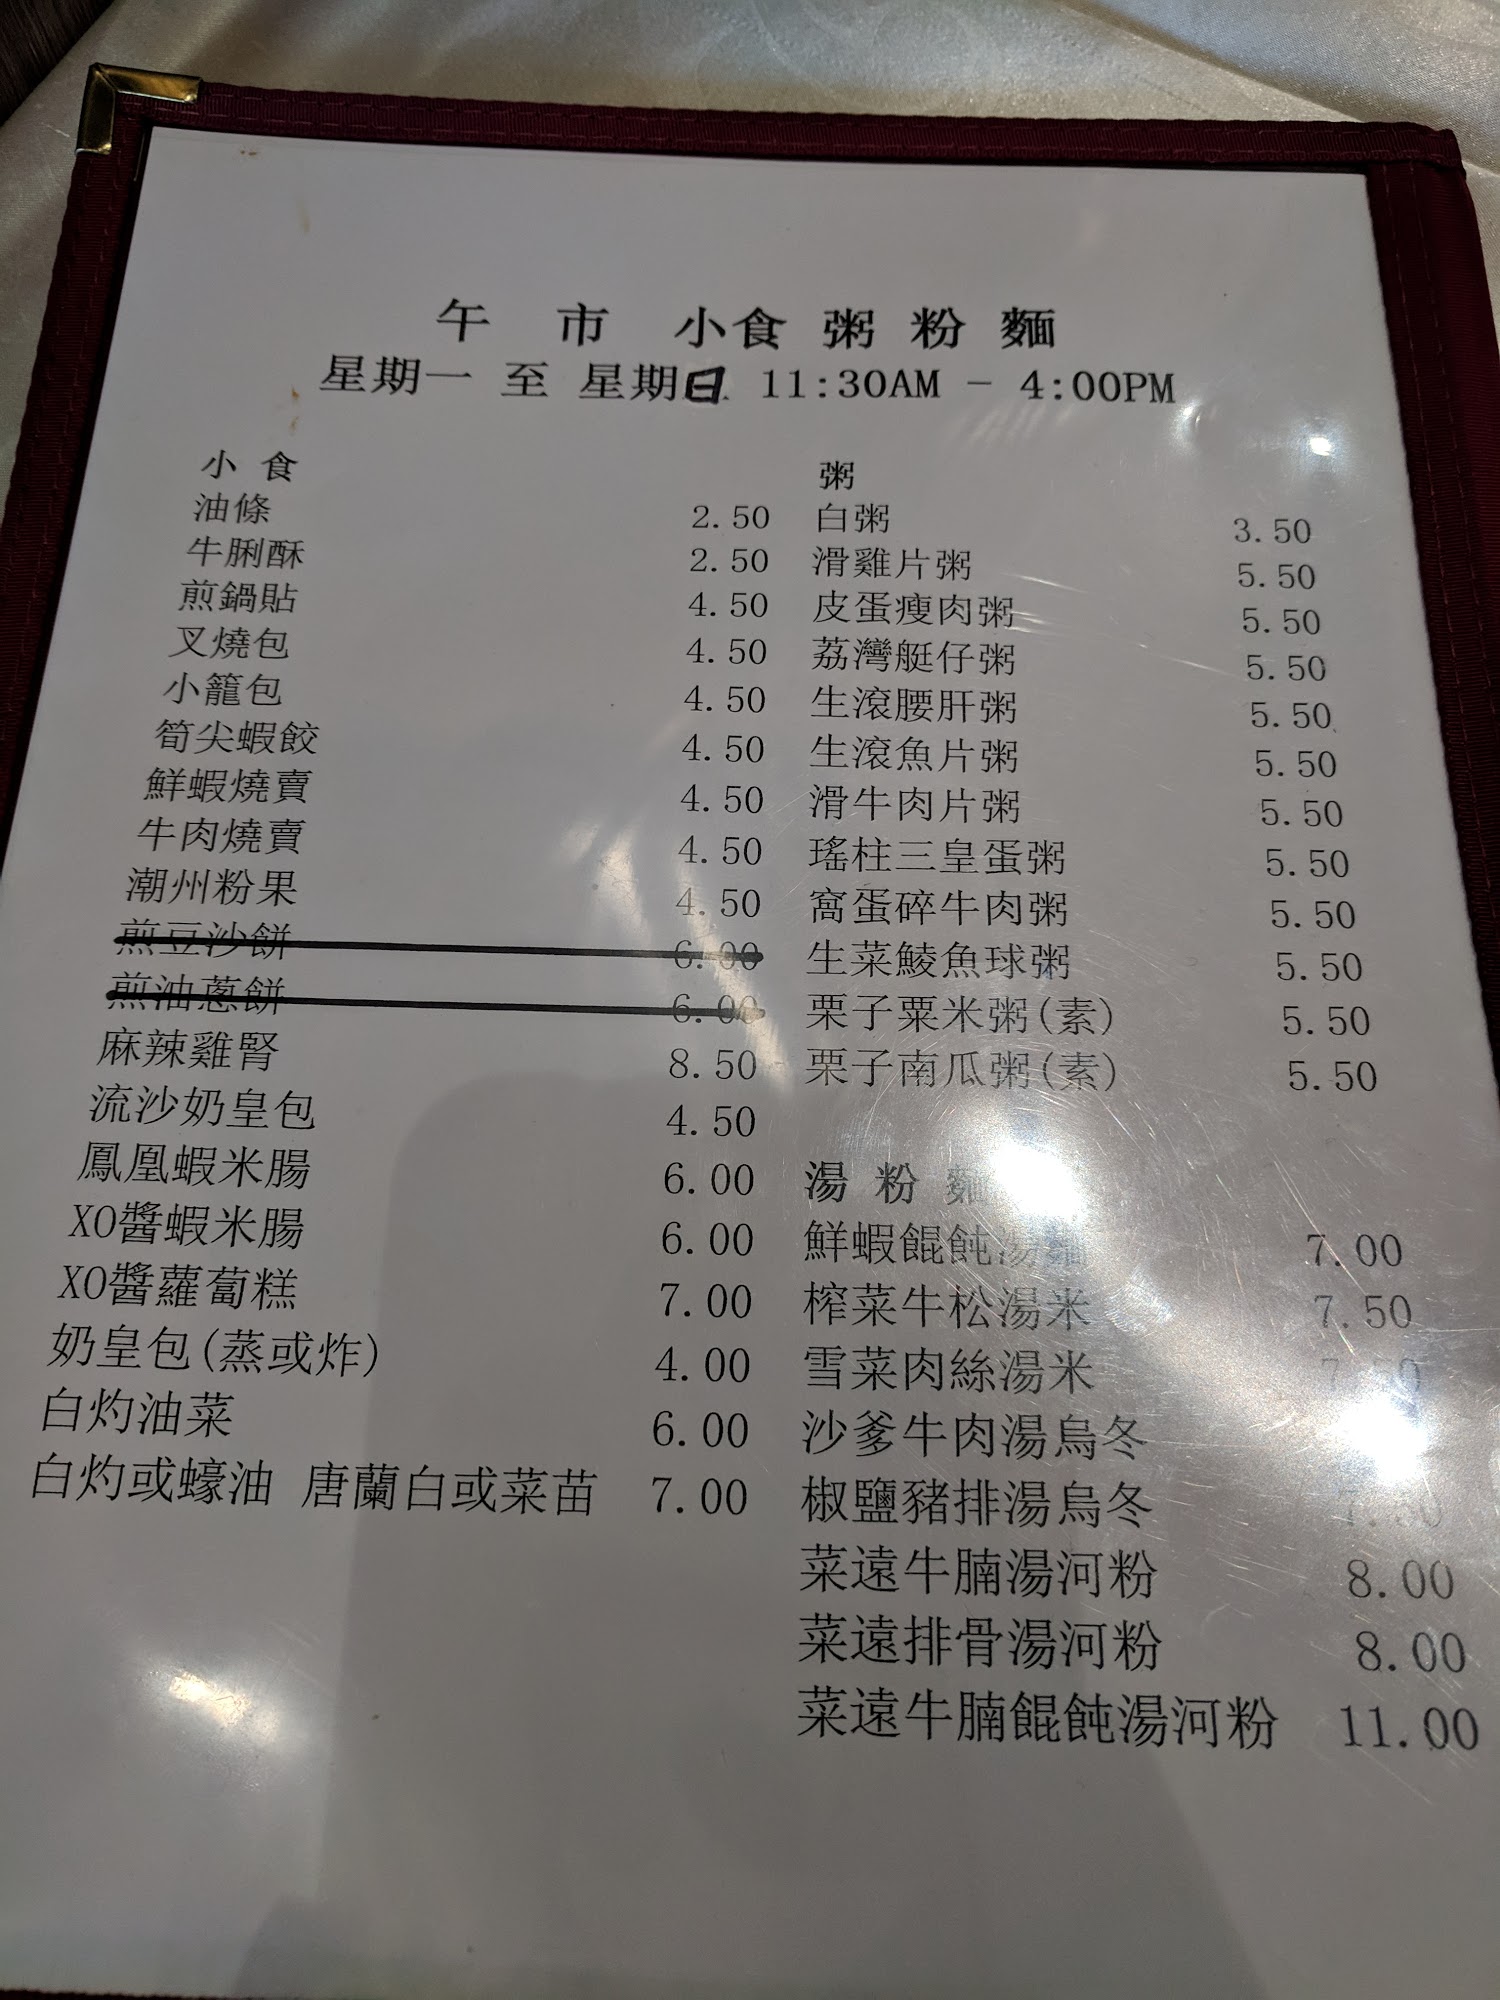 午 市 小食 粥 粉 麵
星期一 至 星期日 11:30AM - 4:00PM
小 食
油條 2.50
牛脷酥 2.50
煎鍋貼 4.50
叉燒包 4.50
小籠包 4.50
筍尖蝦餃 4.50
鮮蝦燒賣 4.50
牛肉燒賣 4.50
潮州粉果 4.50
煎豆沙餅 6.00
煎油蔥餅 6.00
麻辣雞腎 8.50
流沙奶皇包 4.50
鳳凰蝦米腸 6.00
XO醬蝦米腸 6.00
XO醬蘿蔔糕 7.00
奶皇包(蒸或炸) 4.00
白灼油菜 6.00
白灼或蠔油 唐蘭白或菜苗 7.00
粥
白粥 3.50
滑雞片粥 5.50
皮蛋瘦肉粥 5.50
荔灣艇仔粥 5.50
生滾腰肝粥 5.50
生滾魚片粥 5.50
滑牛肉片粥 5.50
瑤柱三皇蛋粥 5.50
窩蛋碎牛肉粥 5.50
生菜鯪魚球粥 5.50
栗子粟米粥(素) 5.50
栗子南瓜粥(素) 5.50
湯 粉 麵
鮮蝦餛飩湯麵 7.00
榨菜牛松湯米 7.50
雪菜肉絲湯米
沙爹牛肉湯烏冬
椒鹽豬排湯烏冬
菜遠牛腩湯河粉 8.00
菜遠排骨湯河粉 8.00
菜遠牛腩餛飩湯河粉 11.00